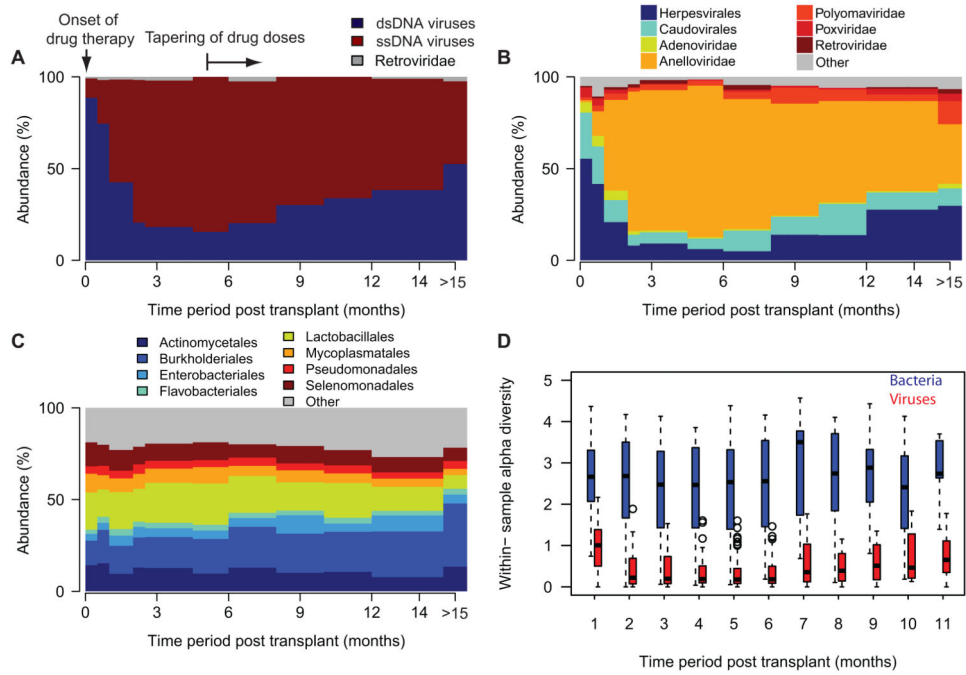 Onset of
drug therapy
Tapering of drug doses
dsDNA viruses
ssDNA viruses
Retroviridae
A
Abundance (%)
100
50
0
0
3
6
9
12
14
>15
Time period post transplant (months)
B
Herpesvirales
Caudovirales
Adenoviridae
Anelloviridae
Polyomaviridae
Poxviridae
Retroviridae
Other
Abundance (%)
100
50
0
0
3
6
9
12
14
>15
Time period post transplant (months)
C
Actinomycetales
Burkholderiales
Enterobacteriales
Flavobacteriales
Lactobacillales
Mycoplasmatales
Pseudomonadales
Selenomonadales
Other
Abundance (%)
100
50
0
0
3
6
9
12
14
>15
Time period post transplant (months)
D
Bacteria
Viruses
Within− sample alpha diversity
5
4
3
2
1
0
1
2
3
4
5
6
7
8
9
10
11
Time period post transplant (months)